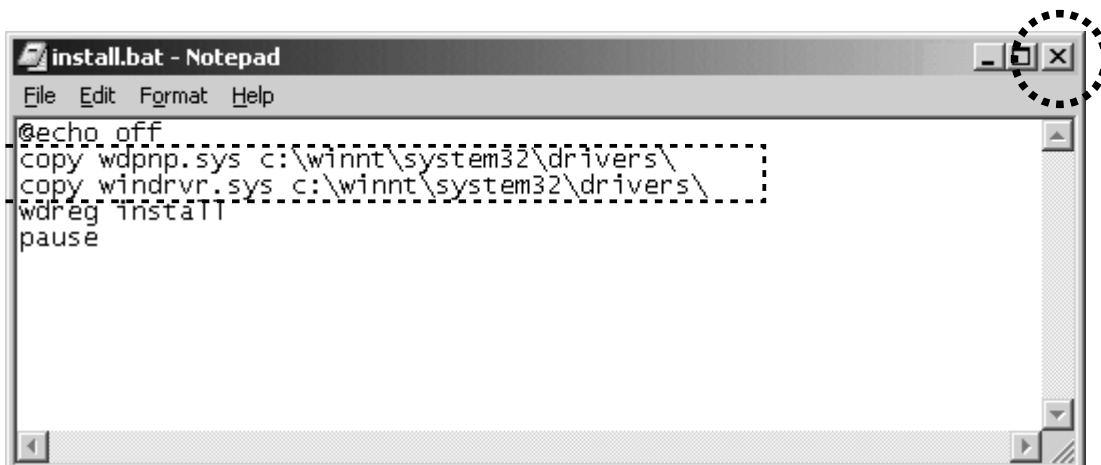 install.bat - Notepad
File Edit Format Help
@echo off
copy wdpnp.sys c:\winnt\system32\drivers\
copy windrvr.sys c:\winnt\system32\drivers\
wdreg install
pause